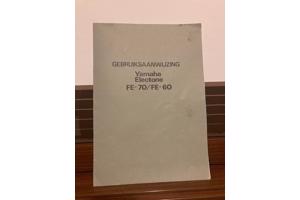 GEBRUIKSAANWIJZING
Yamaha
Electone
FE-70/FE-60